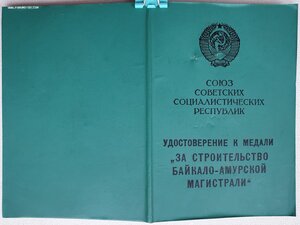 СОЮЗ
СОВЕТСКИХ
СОЦИАЛИСТИЧЕСКИХ
РЕСПУБЛИК
УДОСТОВЕРЕНИЕ К МЕДАЛИ
„ЗА СТРОИТЕЛЬСТВО
БАЙКАЛО-АМУРСКОЙ
МАГИСТРАЛИ“